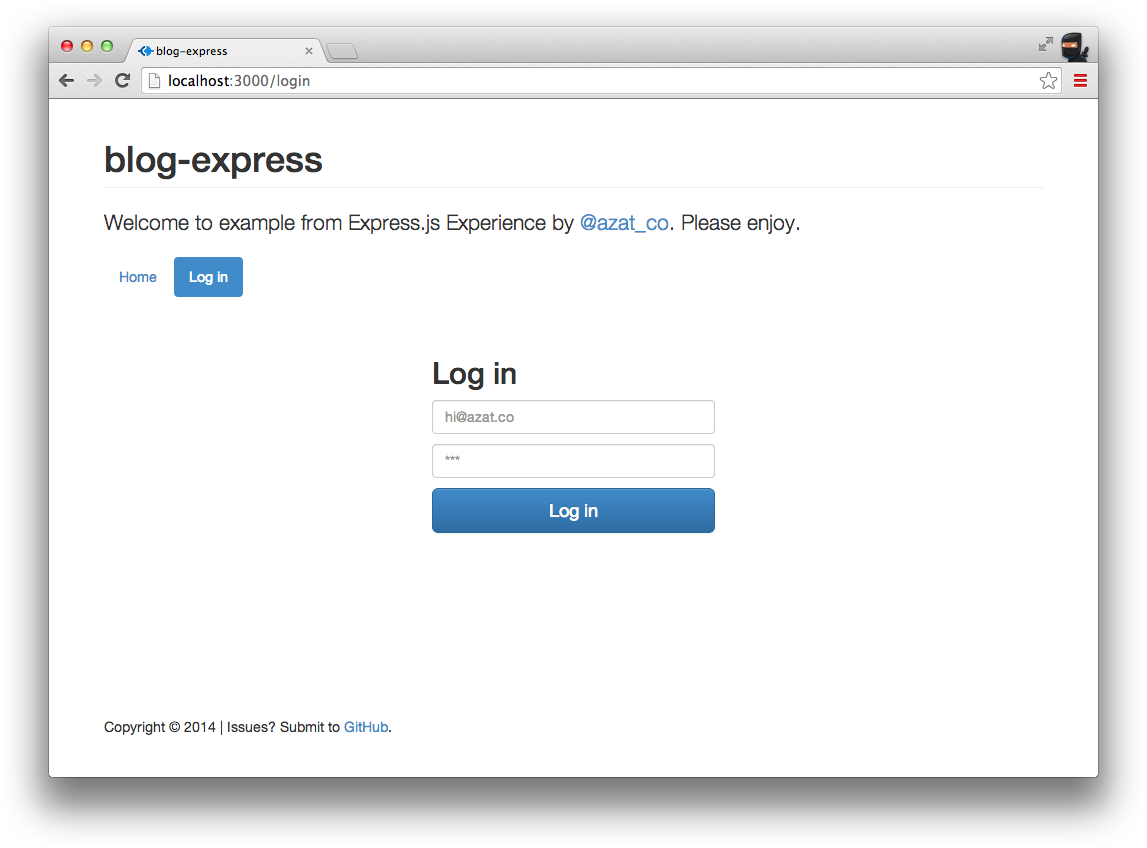 blog-express
localhost:3000/login
blog-express
Welcome to example from Express.js Experience by @azat_co. Please enjoy.
Home Log in
Log in
hi@azat.co
***
Log in
Copyright © 2014 | Issues? Submit to GitHub.